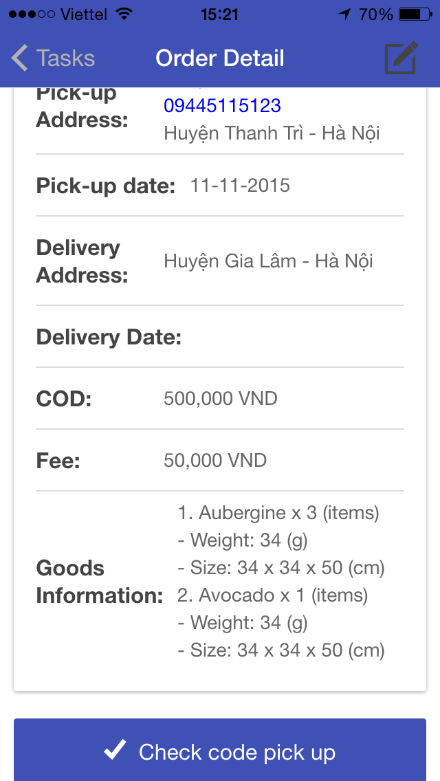 Viettel 15:21 70%
Tasks Order Detail
Pick-up 09445115123
Address: Huyện Thanh Trì - Hà Nội
Pick-up date: 11-11-2015
Delivery
Address: Huyện Gia Lâm - Hà Nội
Delivery Date:
COD: 500,000 VND
Fee: 50,000 VND
Goods
Information:
1. Aubergine x 3 (items)
- Weight: 34 (g)
- Size: 34 x 34 x 50 (cm)
2. Avocado x 1 (items)
- Weight: 34 (g)
- Size: 34 x 34 x 50 (cm)
Check code pick up